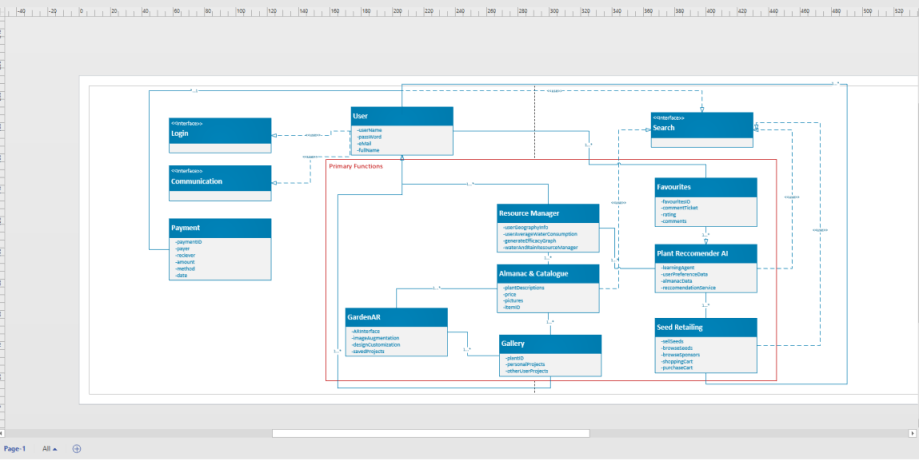 <<Interface>>
Login
<<Interface>>
Communication
Payment
-paymentID
-payer
-reciever
-amount
-method
-date
User
-userName
-passWord
-eMail
-fullName
<<Interface>>
Search
Primary Functions
Resource Manager
-userGeographyInfo
-userAverageWaterConsumption
-generateEfficacyGraph
-waterAndRainResourceManager
Favourites
-favouritesID
-commentTicket
-rating
-comments
Almanac & Catalogue
-plantDescriptions
-price
-pictures
-itemID
Plant Reccomender AI
-learningAgent
-userPreferenceData
-almanacData
-reccomendationService
GardenAR
-ARInterface
-imageAugmentation
-designCustomization
-savedProjects
Gallery
-plantID
-personalProjects
-otherUserProjects
Seed Retailing
-sellSeeds
-browseSeeds
-browseSponsors
-shoppingCart
-purchaseCart
Page-1
All